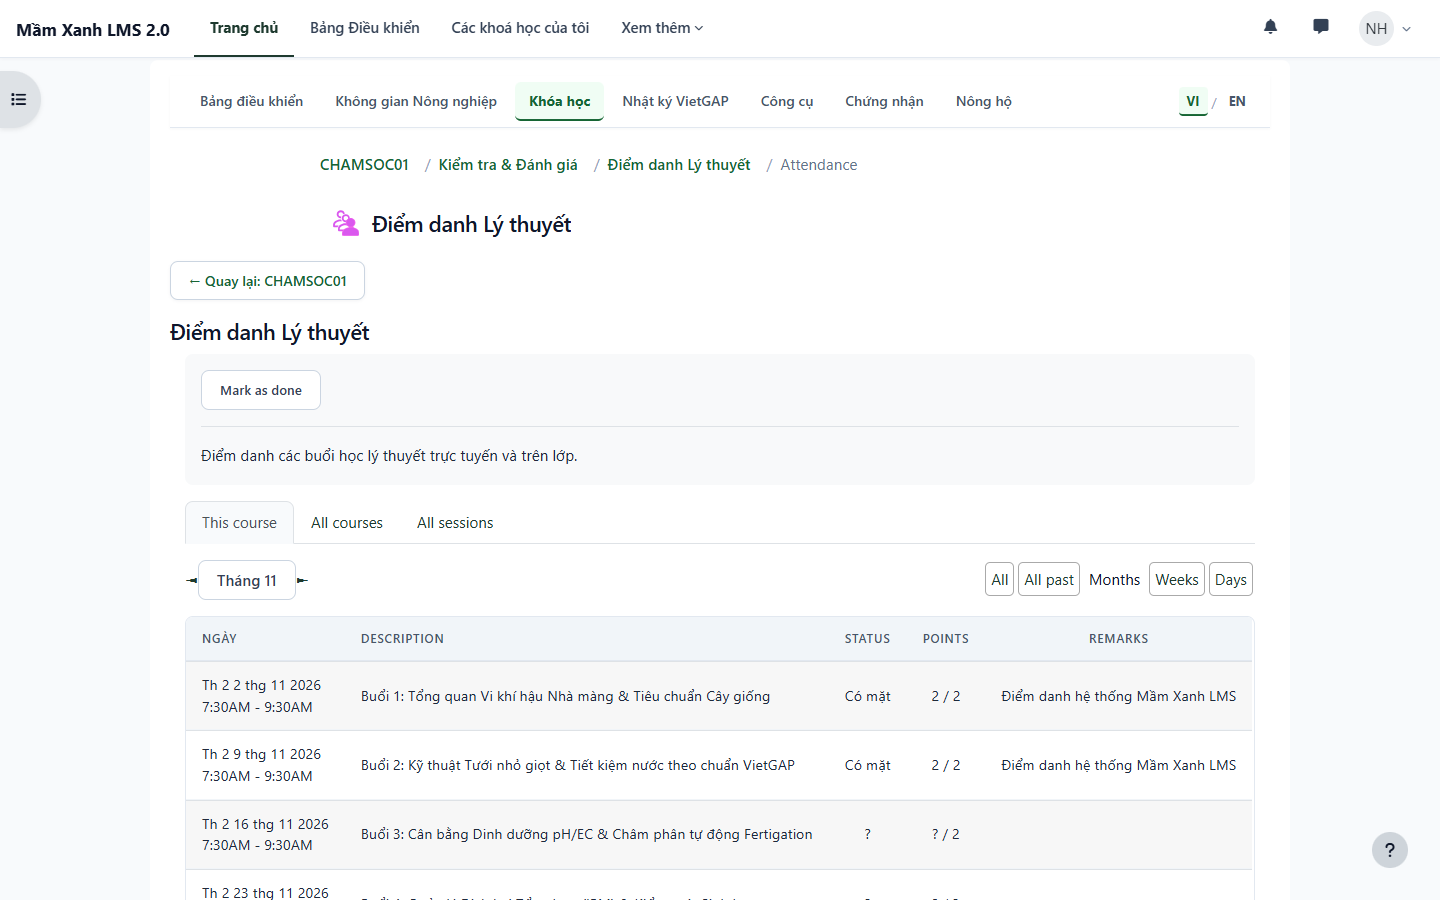 Mầm Xanh LMS 2.0
Trang chủ
Bảng Điều khiển
Các khoá học của tôi
Xem thêm
NH
Bảng điều khiển
Không gian Nông nghiệp
Khóa học
Nhật ký VietGAP
Công cụ
Chứng nhận
Nông hộ
VI / EN
CHAMSOC01 / Kiểm tra & Đánh giá / Điểm danh Lý thuyết / Attendance
Điểm danh Lý thuyết
← Quay lại: CHAMSOC01
Điểm danh Lý thuyết
Mark as done
Điểm danh các buổi học lý thuyết trực tuyến và trên lớp.
This course
All courses
All sessions
◄ Tháng 11 ►
All
All past
Months
Weeks
Days
NGÀY DESCRIPTION STATUS POINTS REMARKS
Th 2 2 thg 11 2026
7:30AM - 9:30AM
Buổi 1: Tổng quan Vi khí hậu Nhà màng & Tiêu chuẩn Cây giống
Có mặt
2 / 2
Điểm danh hệ thống Mầm Xanh LMS
Th 2 9 thg 11 2026
7:30AM - 9:30AM
Buổi 2: Kỹ thuật Tưới nhỏ giọt & Tiết kiệm nước theo chuẩn VietGAP
Có mặt
2 / 2
Điểm danh hệ thống Mầm Xanh LMS
Th 2 16 thg 11 2026
7:30AM - 9:30AM
Buổi 3: Cân bằng Dinh dưỡng pH/EC & Châm phân tự động Fertigation
?
? / 2
Th 2 23 thg 11 2026
?